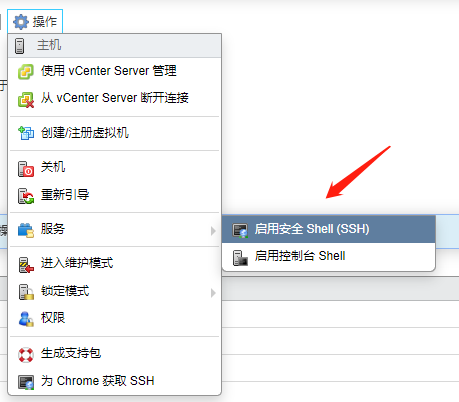 操作
主机
使用 vCenter Server 管理
从 vCenter Server 断开连接
创建/注册虚拟机
关机
重新引导
服务
启用安全 Shell (SSH)
启用控制台 Shell
进入维护模式
锁定模式
权限
生成支持包
为 Chrome 获取 SSH